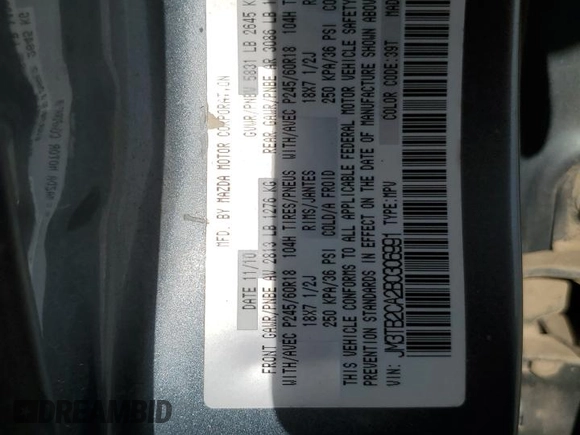 MFD. BY MAZDA MOTOR CORPORATION
DATE 11/10 GVWR/PNBV 5831 LB 2645 K
FRONT GAWR/PNBE AV 2813 LB 1276 KG REAR GAWR/PNBE AR 3086 LB
WITH/AVEC P245/60R18 104H TIRES/PNEUS WITH/AVEC P245/60R18 104H T
18X7 1/2J RIMS/JANTES 18X7 1/2J
250 KPA/36 PSI COLD/A FROID 250 KPA/36 PSI
THIS VEHICLE CONFORMS TO ALL APPLICABLE FEDERAL MOTOR VEHICLE SAFETY
PREVENTION STANDARDS IN EFFECT ON THE DATE OF MANUFACTURE SHOWN ABOV
VIN: JM3TB2CA2B0306991 TYPE:MPV COLOR CODE:39T MAD
DREAMBID